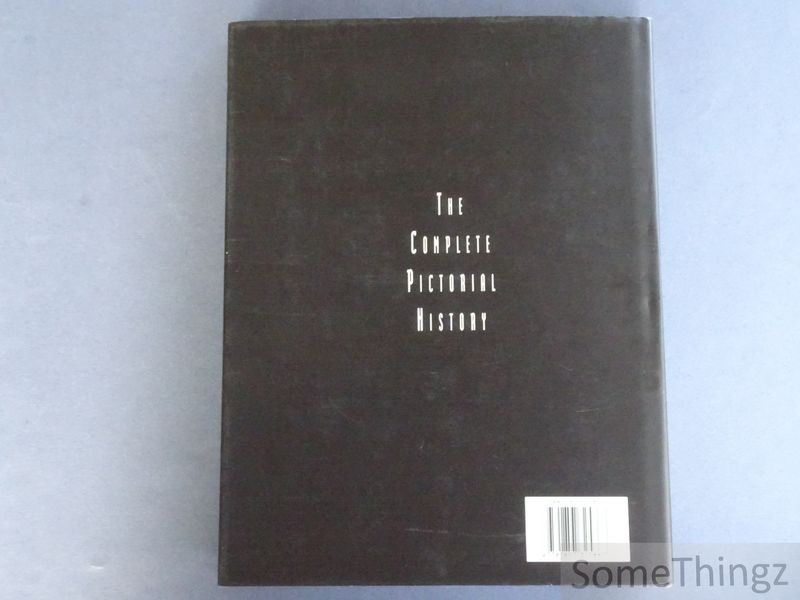 THE
COMPLETE
PICTORIAL
HISTORY
SomeThingz